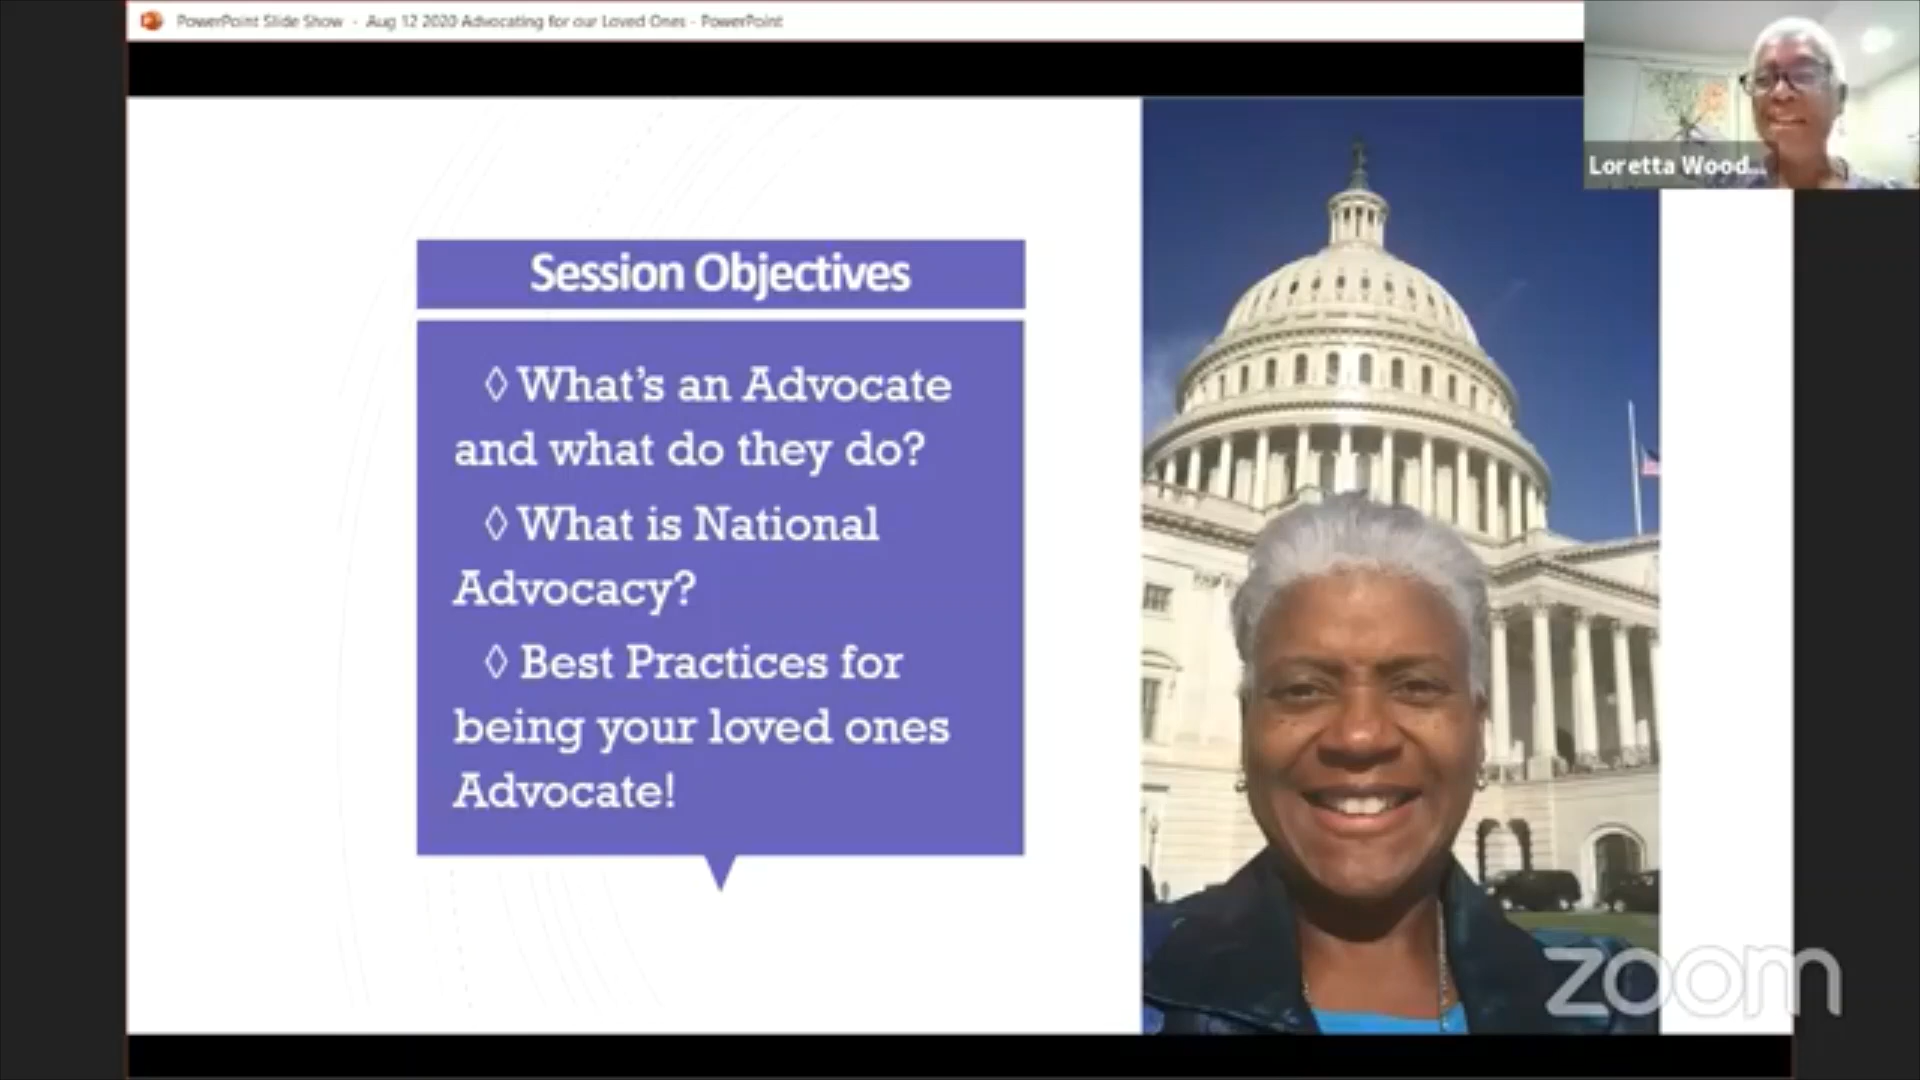 PowerPoint Slide Show - Aug 12 2020 Advocating for our Loved Ones - PowerPoint
Loretta Wood...
Session Objectives
◊ What's an Advocate
and what do they do?
◊ What is National
Advocacy?
◊ Best Practices for
being your loved ones
Advocate!
zoom